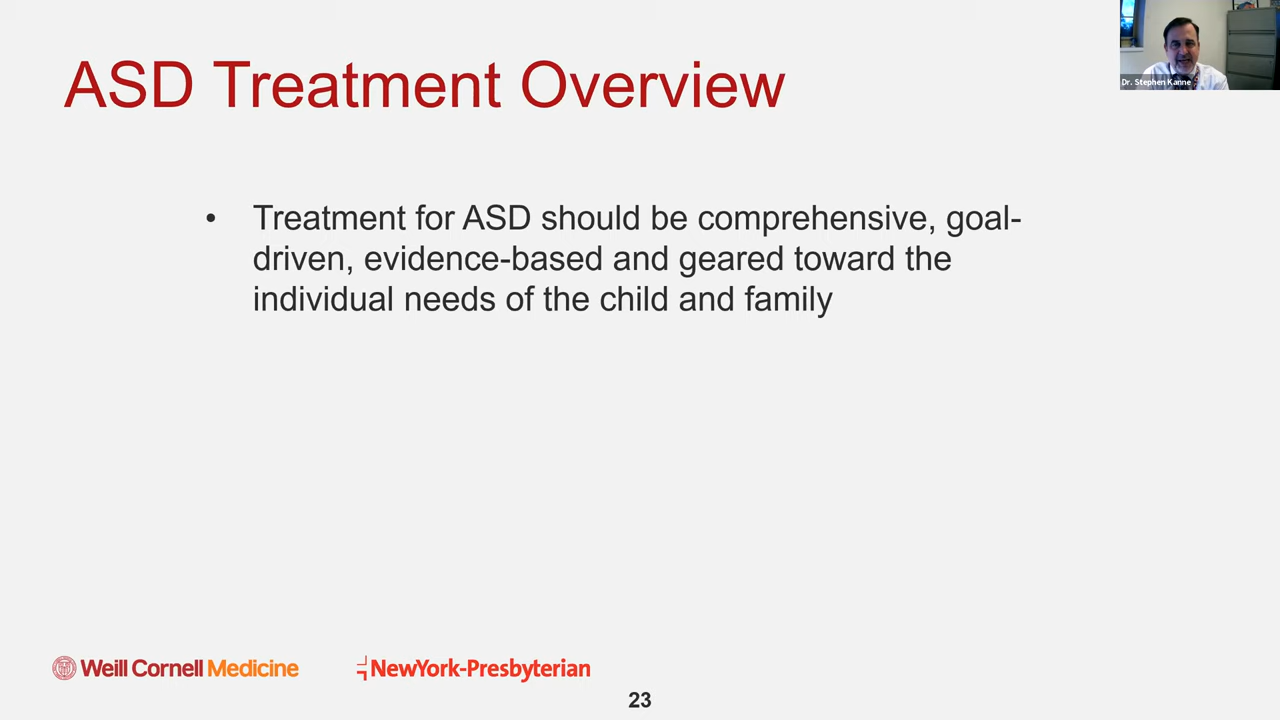 ASD Treatment Overview
Dr. Stephen Kanne
• Treatment for ASD should be comprehensive, goal-
driven, evidence-based and geared toward the
individual needs of the child and family
Weill Cornell Medicine
NewYork-Presbyterian
23